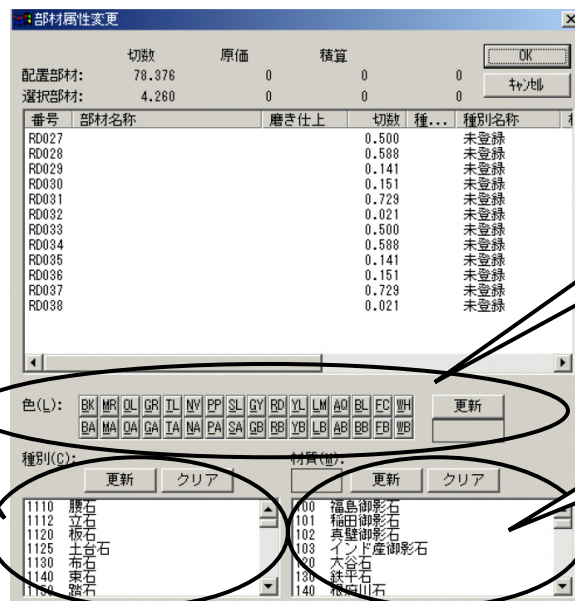 部材属性変更
切数 原価 積算 OK
配置部材: 78.376 0 0 0
選択部材: 4.260 0 0 0 キャンセル
番号 部材名称 磨き仕上 切数 種... 種別名称
RD027 0.500 未登録
RD028 0.588 未登録
RD029 0.141 未登録
RD030 0.151 未登録
RD031 0.729 未登録
RD032 0.021 未登録
RD033 0.500 未登録
RD034 0.588 未登録
RD035 0.141 未登録
RD036 0.151 未登録
RD037 0.729 未登録
RD038 0.021 未登録
色(L): BK MR OL GR TL NV PP SL GY RD YL LM AQ BL FC WH 更新
BA MA OA GA TA NA PA SA GB RB YB LB AB BB FB WB
種別(C): 材質(M):
更新 クリア 更新 クリア
1110 腰石
1112 立石
1120 板石
1125 土台石
1130 布石
1140 束石
1150 踏石
100 福島御影石
101 稲田御影石
102 真壁御影石
103 インド産御影石
120 大谷石
130 鉄平石
140 根府川石